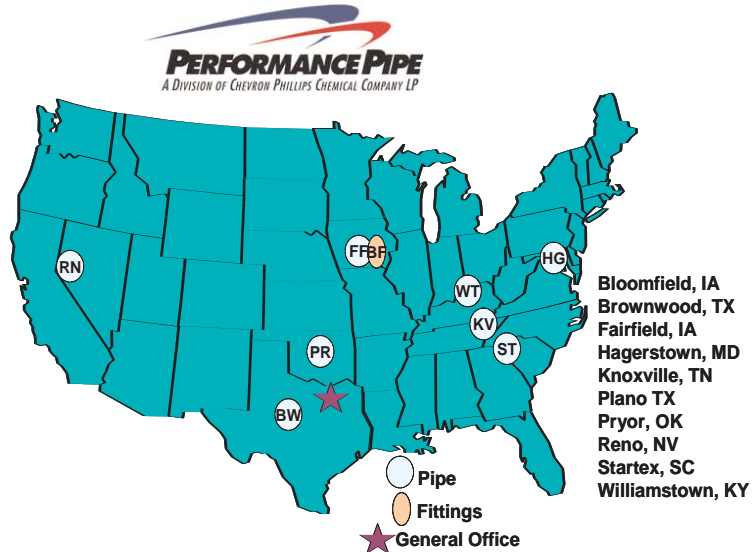 PERFORMANCE PIPE
A DIVISION OF CHEVRON PHILLIPS CHEMICAL COMPANY LP
RN
FF
BF
HG
WT
KV
ST
PR
BW
Bloomfield, IA
Brownwood, TX
Fairfield, IA
Hagerstown, MD
Knoxville, TN
Plano TX
Pryor, OK
Reno, NV
Startex, SC
Williamstown, KY
Pipe
Fittings
General Office